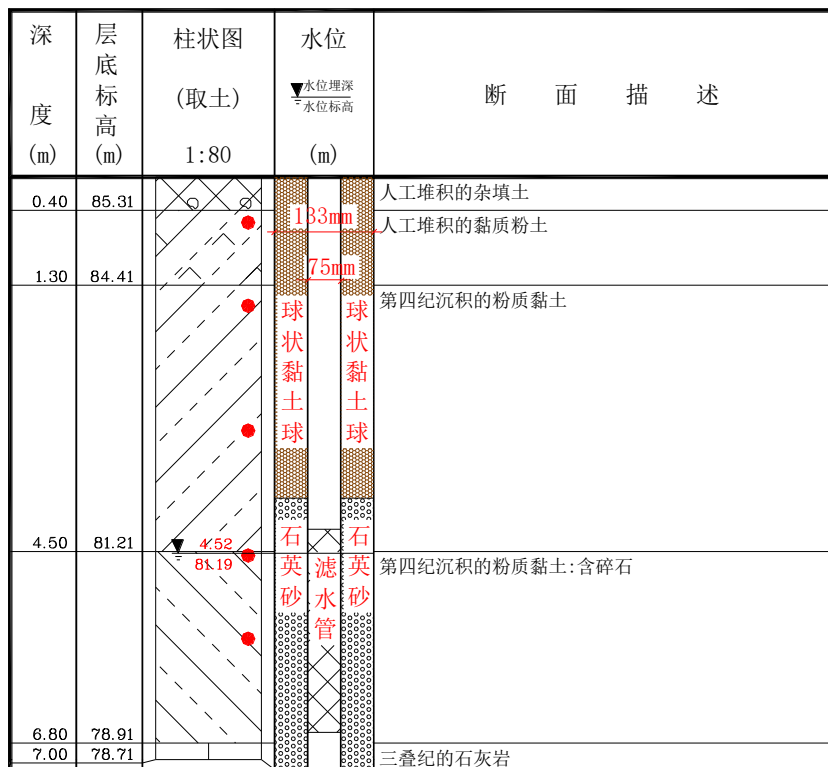 深度(m)
层底标高(m)
柱状图(取土)1:80
水位
水位埋深
水位标高
(m)
断面描述
人工堆积的杂填土
0.40 85.31
133mm
人工堆积的黏质粉土
75mm
1.30 84.41
第四纪沉积的粉质黏土
球状黏土球
球状黏土球
4.50 81.21
4.52
81.19
石英砂
滤水管
石英砂
第四纪沉积的粉质黏土:含碎石
6.80 78.91
7.00 78.71
三叠纪的石灰岩